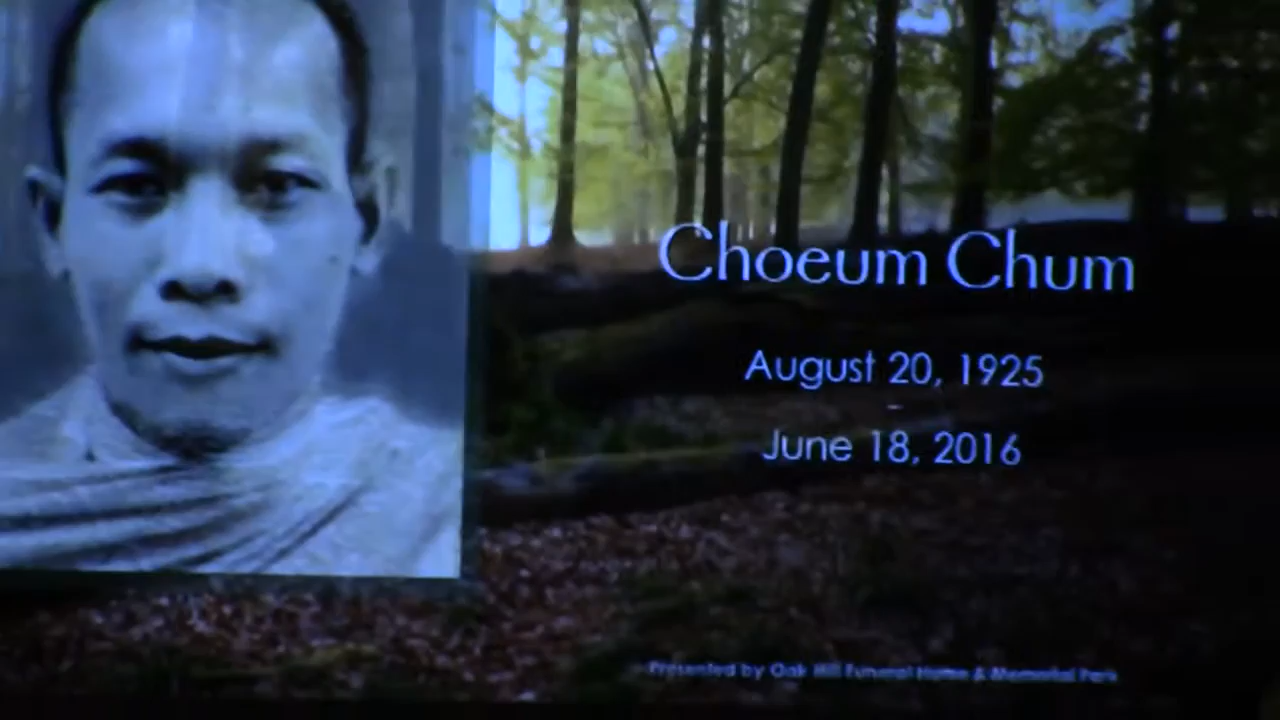 Choeum Chum
August 20, 1925
-
June 18, 2016
Presented by Oak Hill Funeral Home & Memorial Park